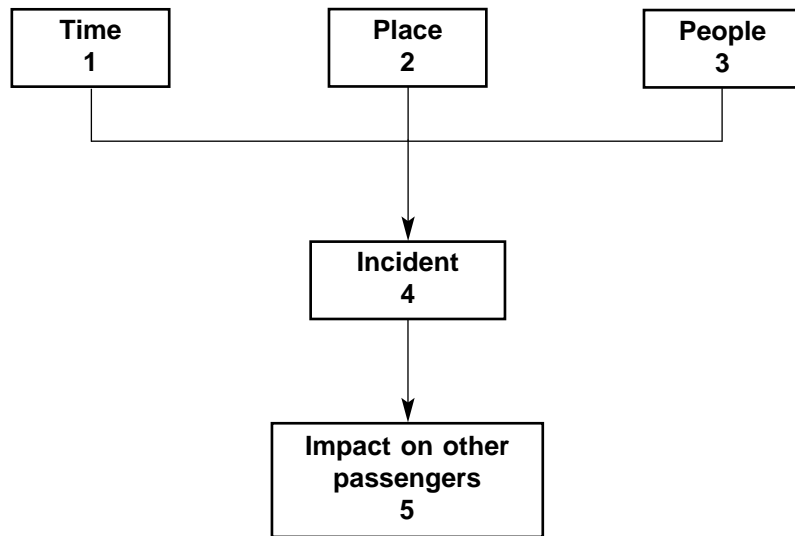 Time
1
Place
2
People
3
Incident
4
Impact on other
passengers
5